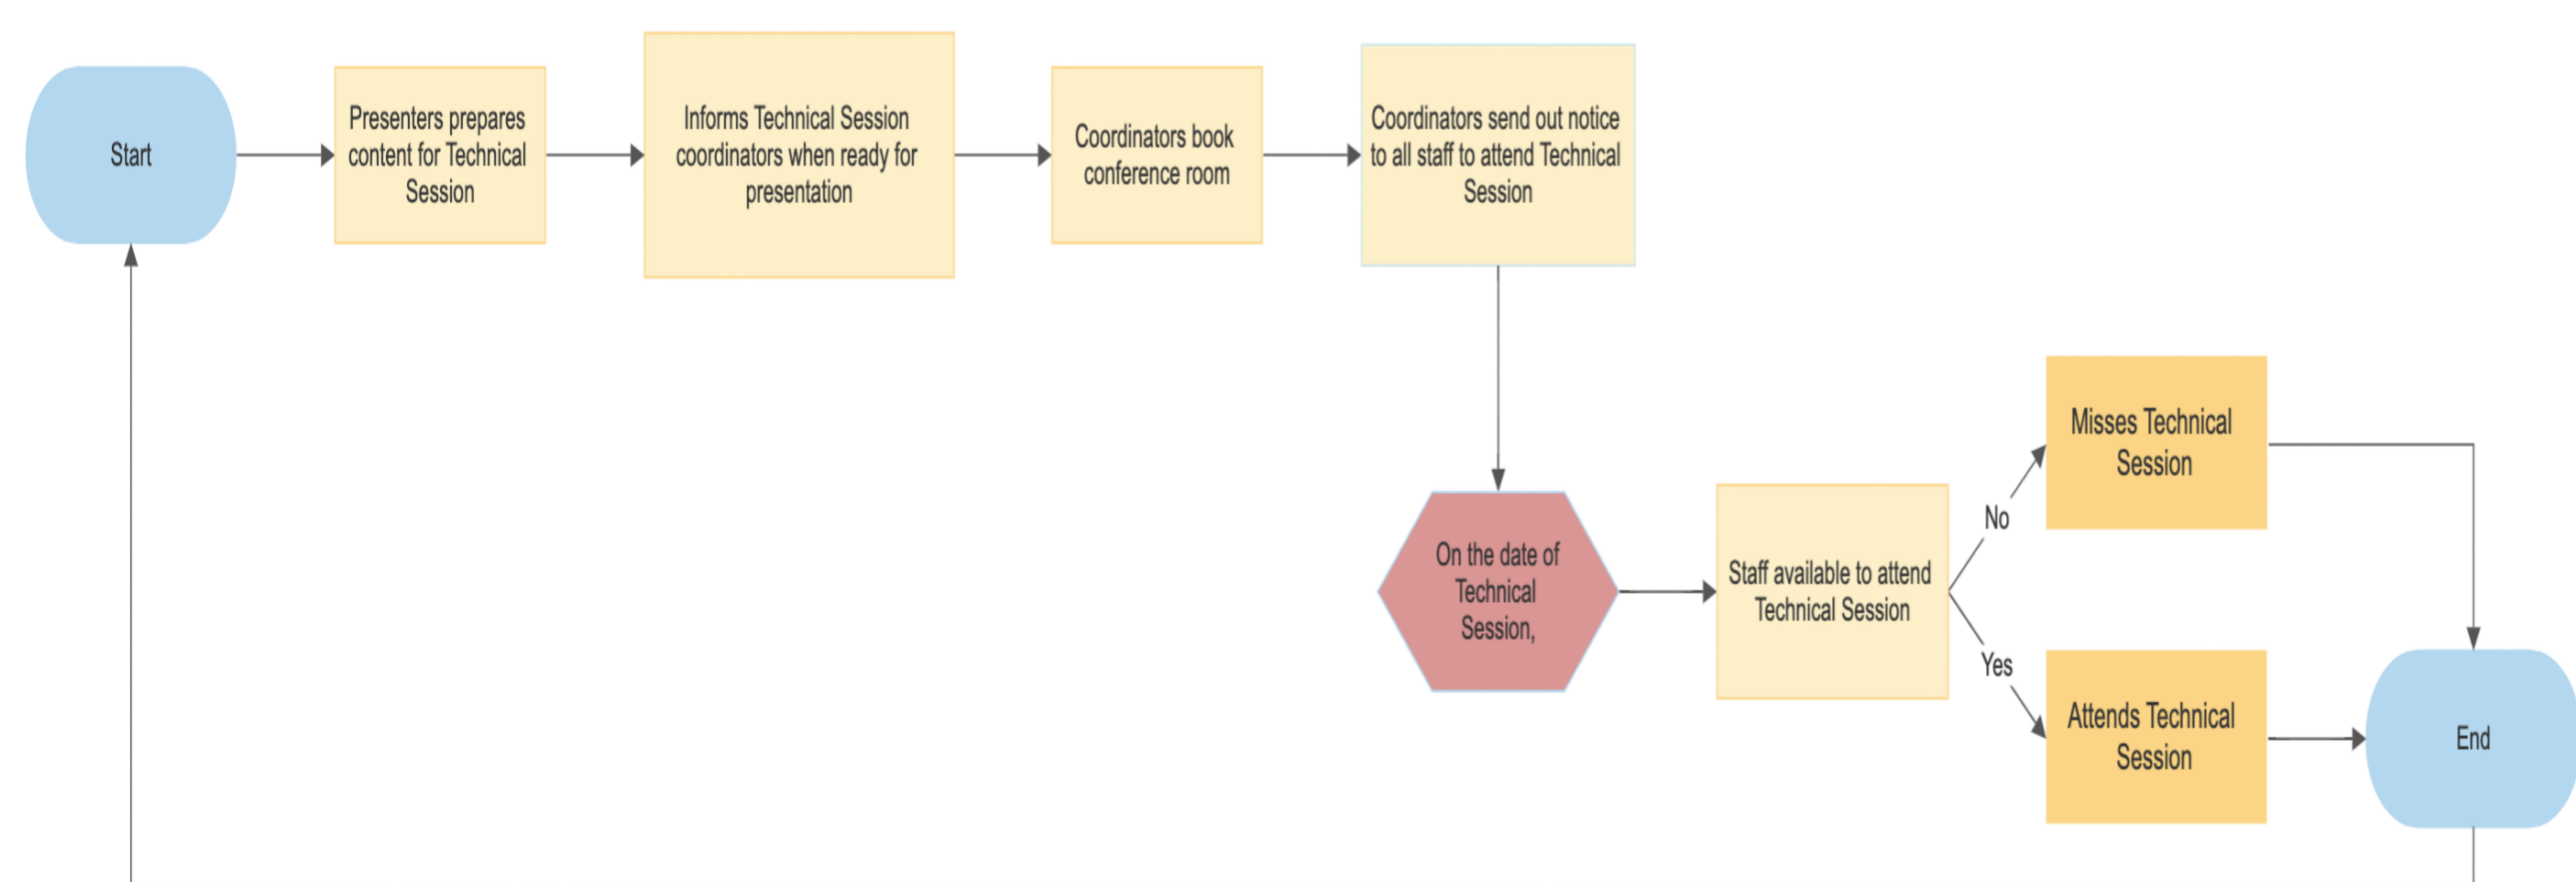 Start
Presenters prepares
content for Technical
Session
Informs Technical Session
coordinators when ready for
presentation
Coordinators book
conference room
Coordinators send out notice
to all staff to attend Technical
Session
On the date of
Technical
Session,
Staff available to attend
Technical Session
No
Yes
Misses Technical
Session
Attends Technical
Session
End